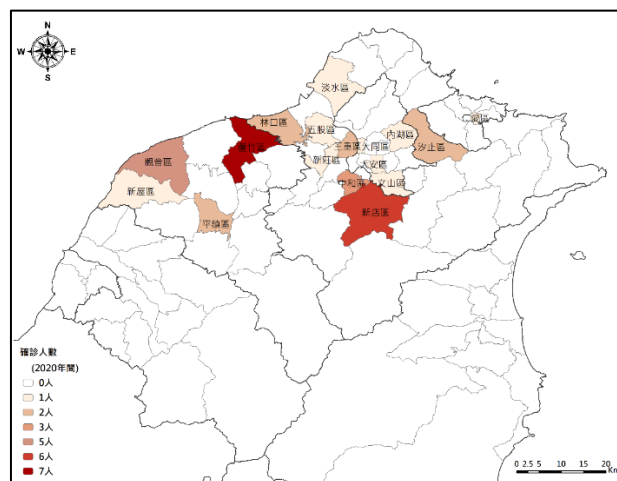 N
W E
S
淡水區
林口區
五股區
內湖區
三重區
大同區
汐止區
觀音區
新莊區
大安區
新屋區
中和區
文山區
平鎮區
新店區
確診人數
(2020年間)
0人
1人
2人
3人
5人
6人
7人
0 2.5 5 10 15 20
Km